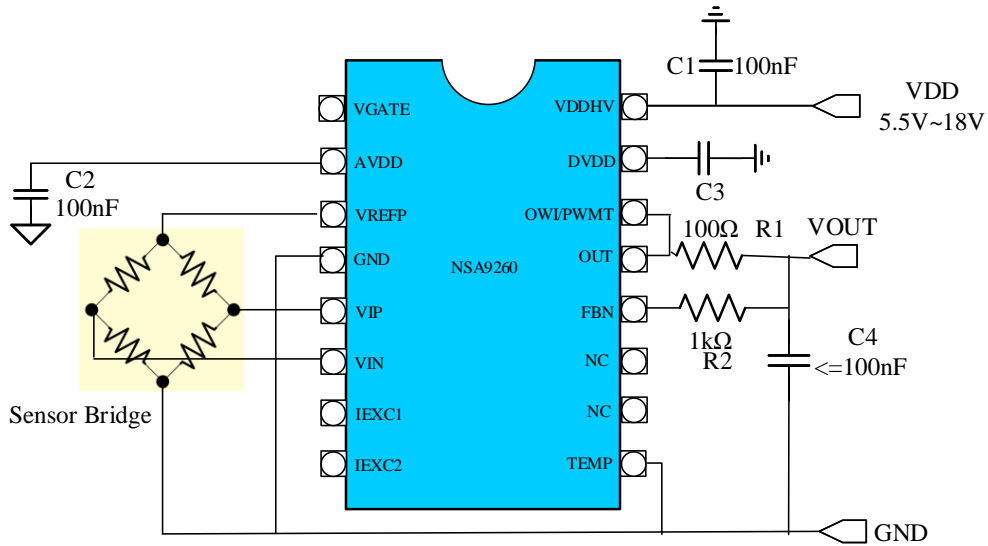 C1
100nF
VDD
5.5V~18V
VGATE
VDDHV
AVDD
DVDD
C2
100nF
C3
VREFP
OWI/PWMT
100Ω
R1
VOUT
GND
NSA9260
OUT
VIP
FBN
1kΩ
R2
C4
<=100nF
VIN
NC
Sensor Bridge
IEXC1
NC
IEXC2
TEMP
GND